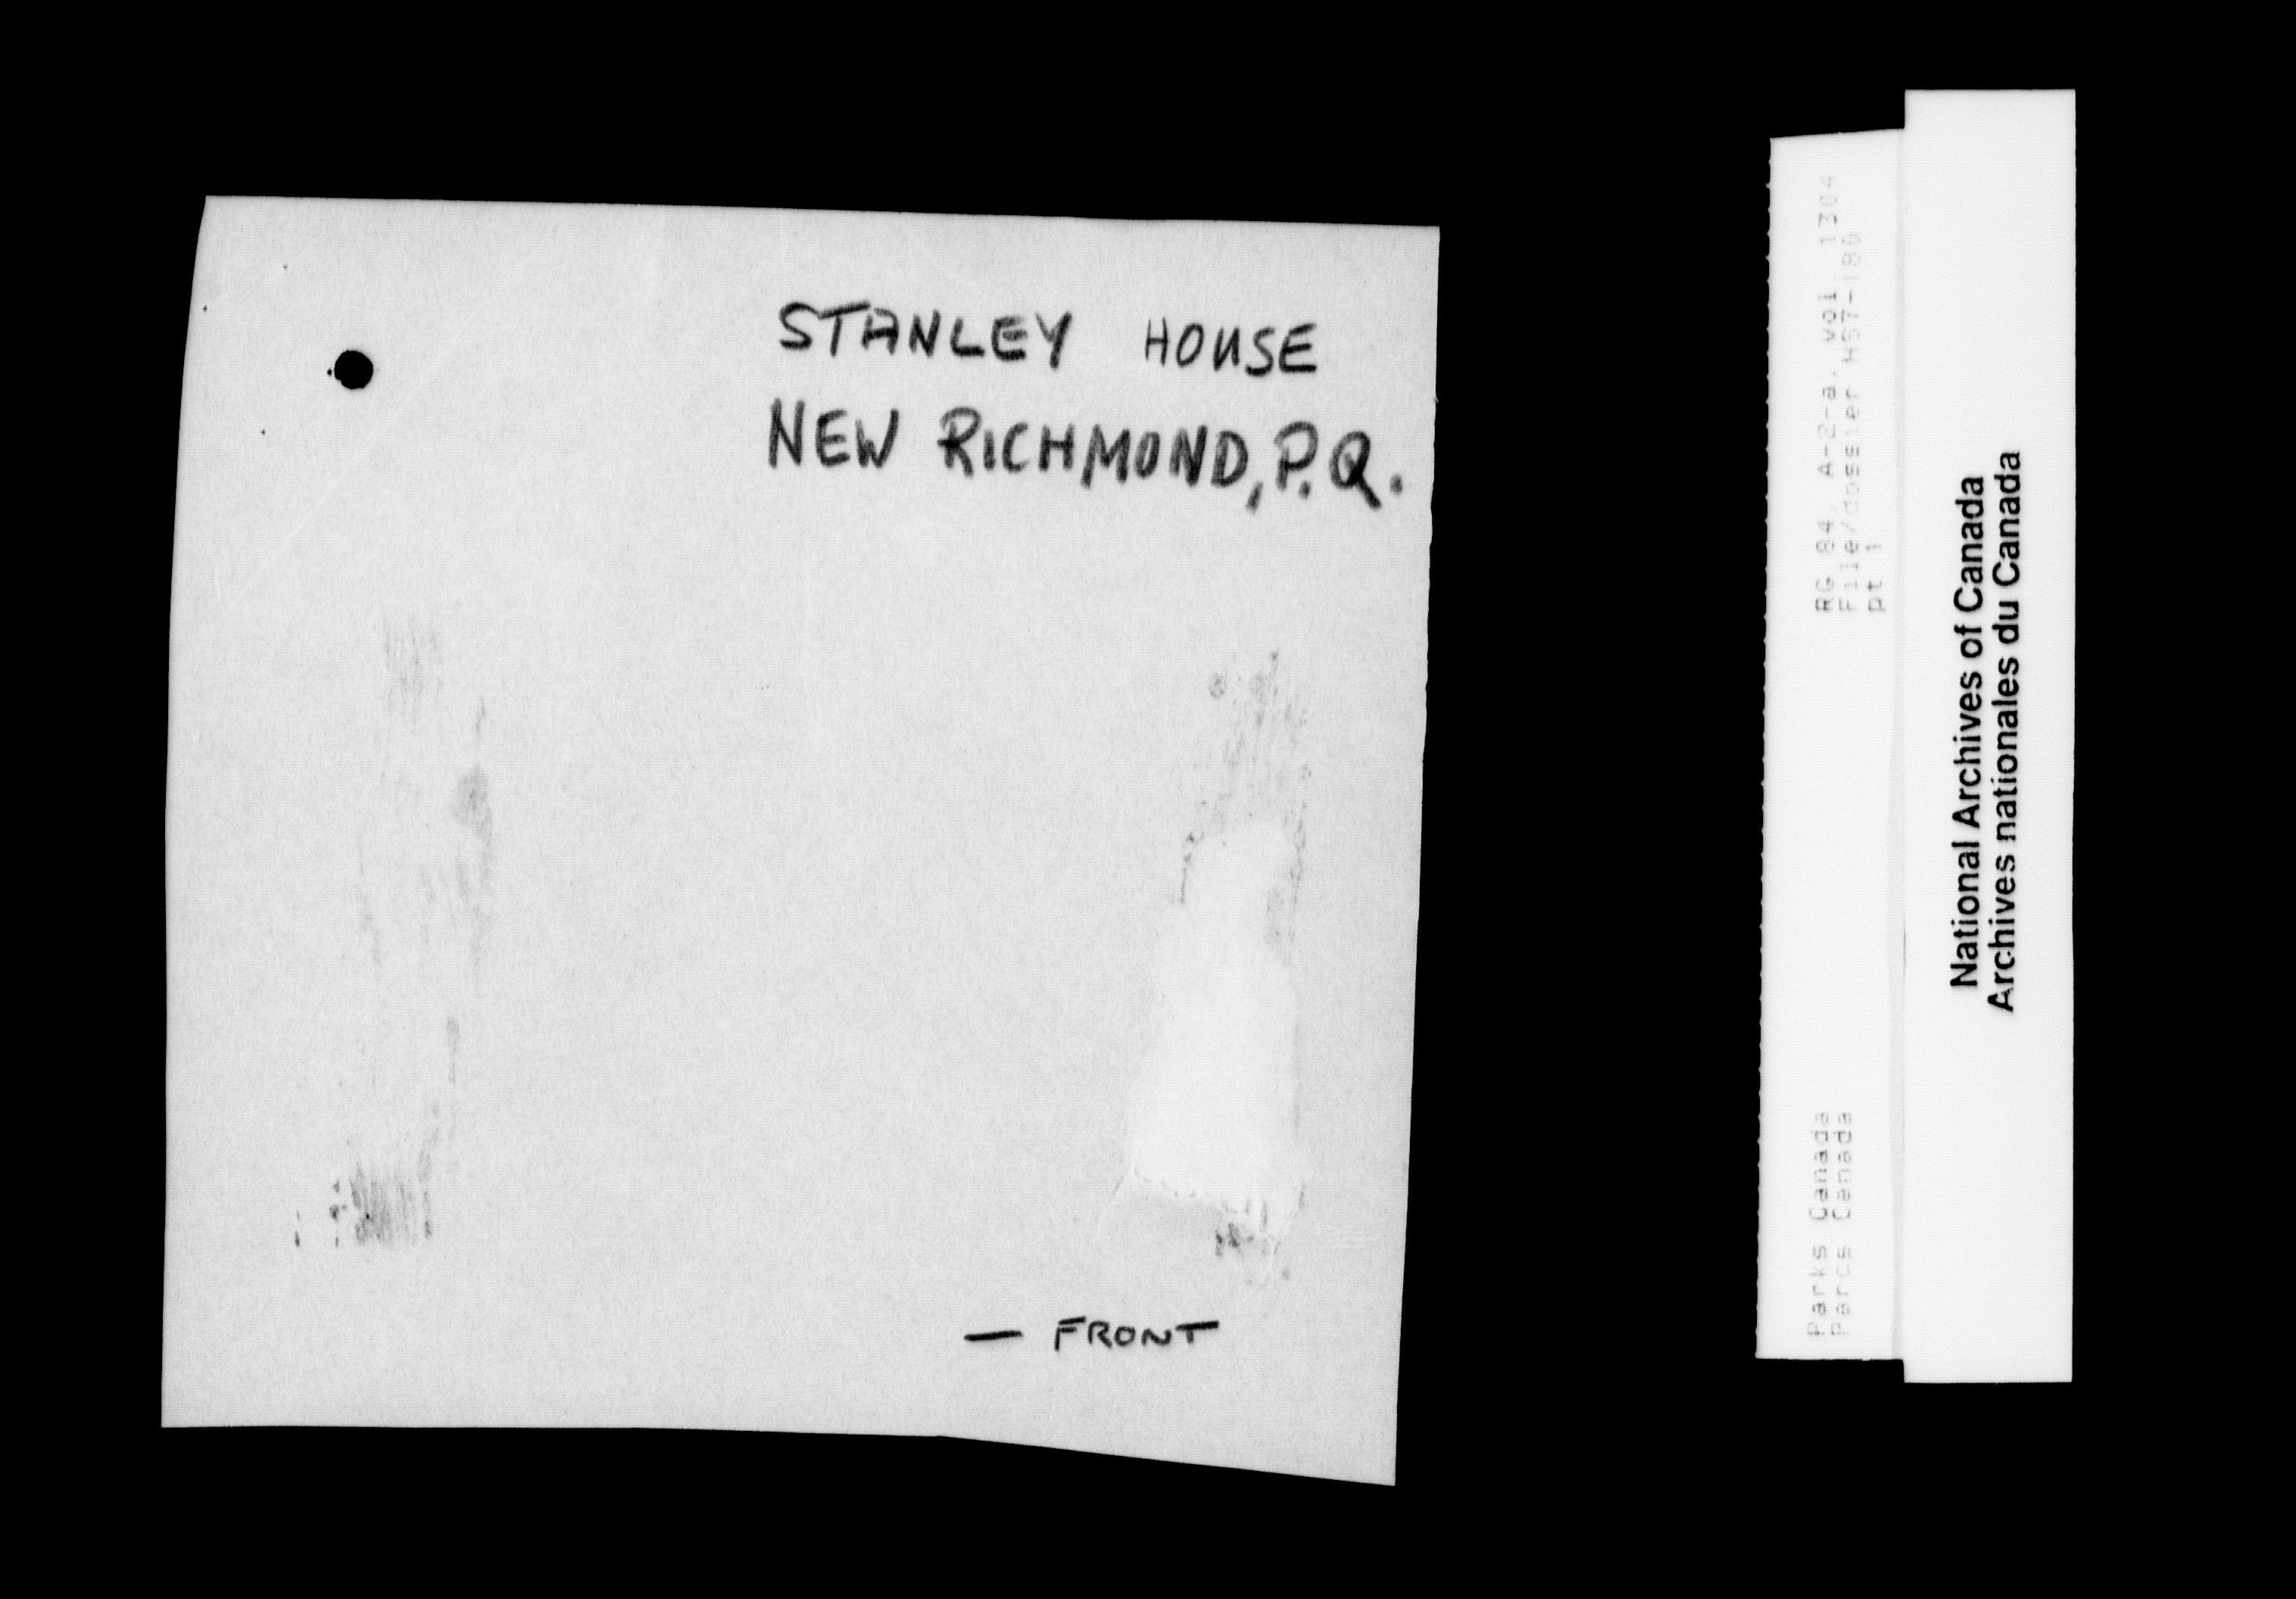 STANLEY HOUSE
NEW RICHMOND, P.Q.
— FRONT
RG 84, A-2-a, vol. 1304
File/dossier HS7-180
pt 1
Parks Canada
Parcs Canada
National Archives of Canada
Archives nationales du Canada